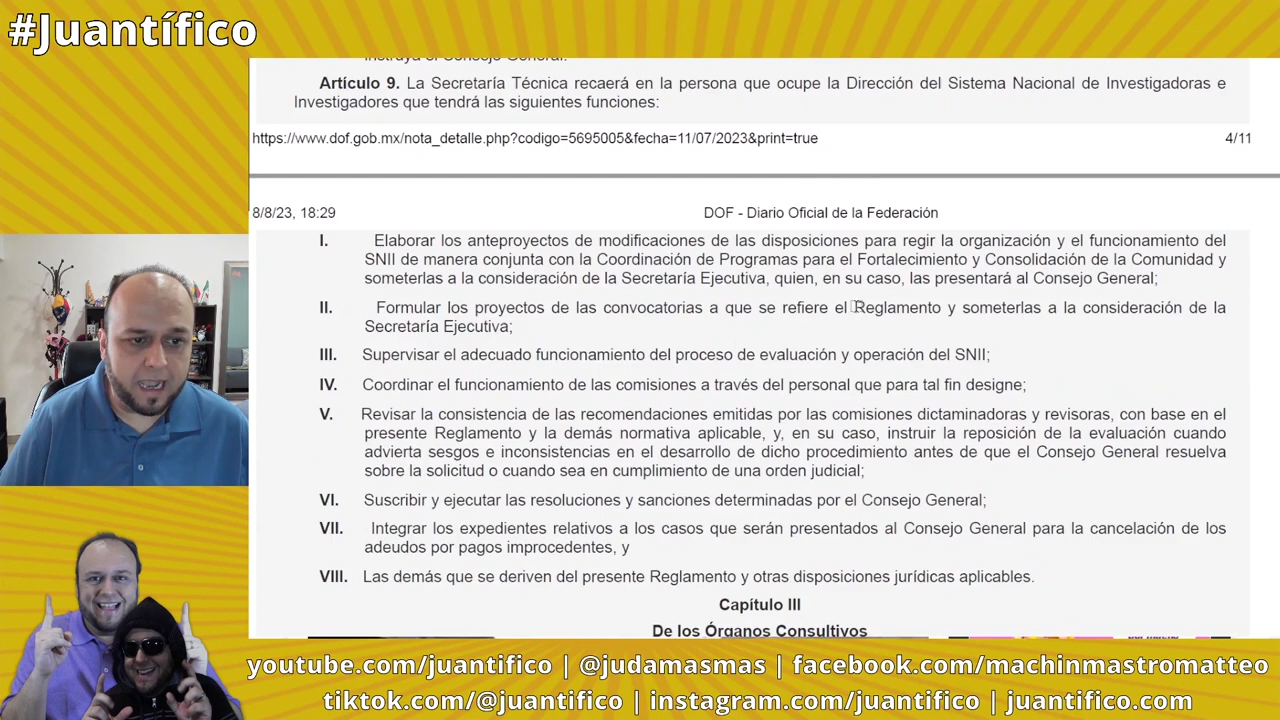 #Juantífico
instruya el Consejo General.
Artículo 9. La Secretaría Técnica recaerá en la persona que ocupe la Dirección del Sistema Nacional de Investigadoras e
Investigadores que tendrá las siguientes funciones:
https://www.dof.gob.mx/nota_detalle.php?codigo=5695005&fecha=11/07/2023&print=true 4/11
8/8/23, 18:29 DOF - Diario Oficial de la Federación
I. Elaborar los anteproyectos de modificaciones de las disposiciones para regir la organización y el funcionamiento del
SNII de manera conjunta con la Coordinación de Programas para el Fortalecimiento y Consolidación de la Comunidad y
someterlas a la consideración de la Secretaría Ejecutiva, quien, en su caso, las presentará al Consejo General;
II. Formular los proyectos de las convocatorias a que se refiere el Reglamento y someterlas a la consideración de la
Secretaría Ejecutiva;
III. Supervisar el adecuado funcionamiento del proceso de evaluación y operación del SNII;
IV. Coordinar el funcionamiento de las comisiones a través del personal que para tal fin designe;
V. Revisar la consistencia de las recomendaciones emitidas por las comisiones dictaminadoras y revisoras, con base en el
presente Reglamento y la demás normativa aplicable, y, en su caso, instruir la reposición de la evaluación cuando
advierta sesgos e inconsistencias en el desarrollo de dicho procedimiento antes de que el Consejo General resuelva
sobre la solicitud o cuando sea en cumplimiento de una orden judicial;
VI. Suscribir y ejecutar las resoluciones y sanciones determinadas por el Consejo General;
VII. Integrar los expedientes relativos a los casos que serán presentados al Consejo General para la cancelación de los
adeudos por pagos improcedentes, y
VIII. Las demás que se deriven del presente Reglamento y otras disposiciones jurídicas aplicables.
Capítulo III
De los Órganos Consultivos
youtube.com/juantifico | @judamasmas | facebook.com/machinmastromatteo
tiktok.com/@juantifico | instagram.com/juantifico | juantifico.com